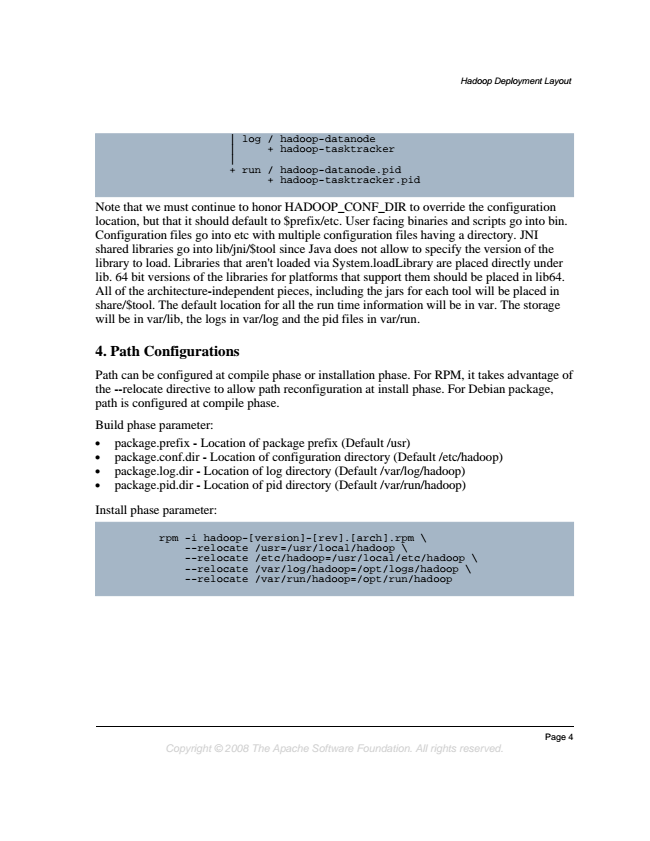 Hadoop Deployment Layout
| log / hadoop-datanode
|     + hadoop-tasktracker
|
+ run / hadoop-datanode.pid
      + hadoop-tasktracker.pid
Note that we must continue to honor HADOOP_CONF_DIR to override the configuration
location, but that it should default to $prefix/etc. User facing binaries and scripts go into bin.
Configuration files go into etc with multiple configuration files having a directory. JNI
shared libraries go into lib/jni/$tool since Java does not allow to specify the version of the
library to load. Libraries that aren't loaded via System.loadLibrary are placed directly under
lib. 64 bit versions of the libraries for platforms that support them should be placed in lib64.
All of the architecture-independent pieces, including the jars for each tool will be placed in
share/$tool. The default location for all the run time information will be in var. The storage
will be in var/lib, the logs in var/log and the pid files in var/run.
4. Path Configurations
Path can be configured at compile phase or installation phase. For RPM, it takes advantage of
the --relocate directive to allow path reconfiguration at install phase. For Debian package,
path is configured at compile phase.
Build phase parameter:
• package.prefix - Location of package prefix (Default /usr)
• package.conf.dir - Location of configuration directory (Default /etc/hadoop)
• package.log.dir - Location of log directory (Default /var/log/hadoop)
• package.pid.dir - Location of pid directory (Default /var/run/hadoop)
Install phase parameter:
rpm -i hadoop-[version]-[rev].[arch].rpm \
    --relocate /usr=/usr/local/hadoop \
    --relocate /etc/hadoop=/usr/local/etc/hadoop \
    --relocate /var/log/hadoop=/opt/logs/hadoop \
    --relocate /var/run/hadoop=/opt/run/hadoop
Page 4
Copyright © 2008 The Apache Software Foundation. All rights reserved.